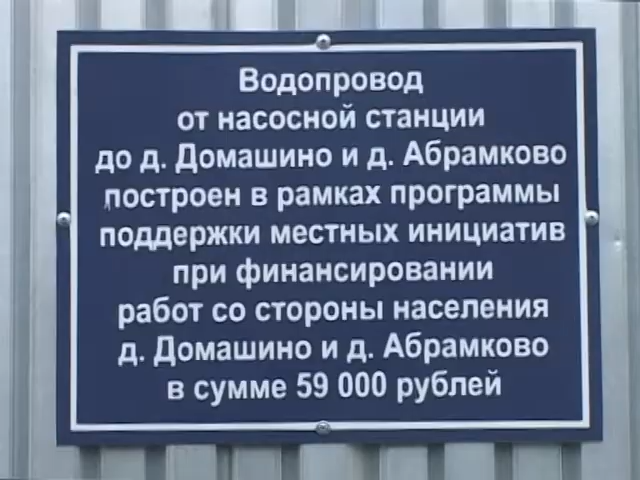 Водопровод
от насосной станции
до д. Домашино и д. Абрамково
построен в рамках программы
поддержки местных инициатив
при финансировании
работ со стороны населения
д. Домашино и д. Абрамково
в сумме 59 000 рублей